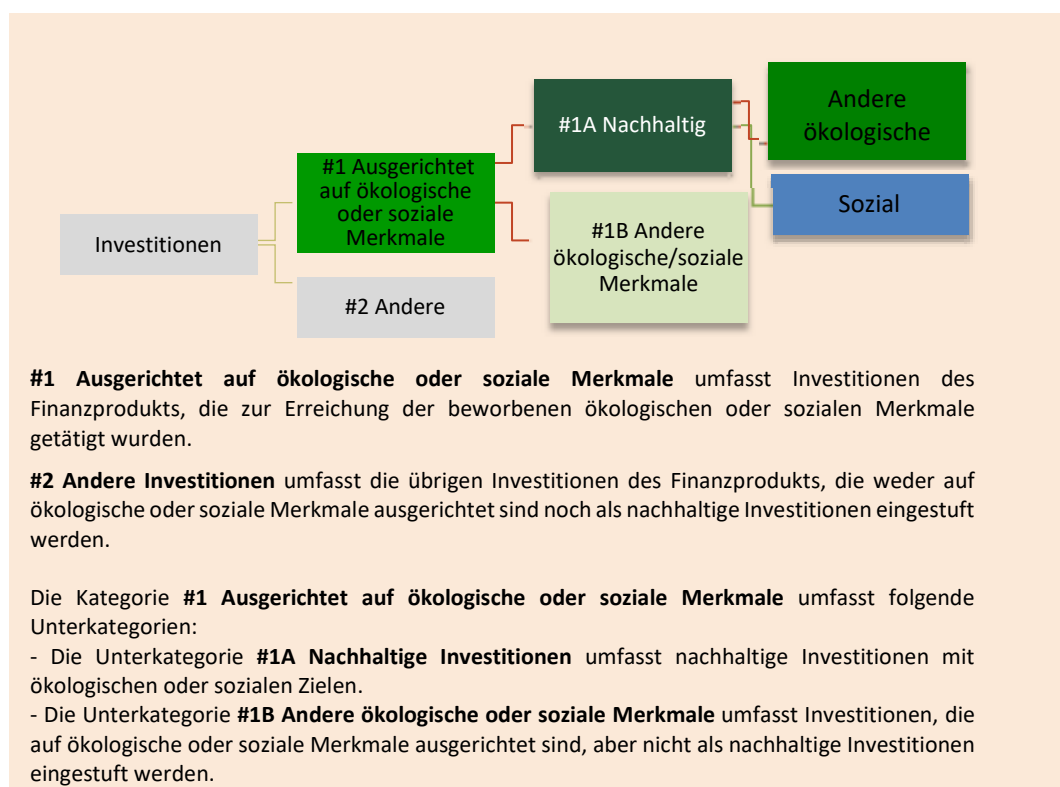 Investitionen
#1 Ausgerichtet
auf ökologische
oder soziale
Merkmale
#2 Andere
#1A Nachhaltig
#1B Andere
ökologische/soziale
Merkmale
Andere
ökologische
Sozial
#1 Ausgerichtet auf ökologische oder soziale Merkmale umfasst Investitionen des
Finanzprodukts, die zur Erreichung der beworbenen ökologischen oder sozialen Merkmale
getätigt wurden.
#2 Andere Investitionen umfasst die übrigen Investitionen des Finanzprodukts, die weder auf
ökologische oder soziale Merkmale ausgerichtet sind noch als nachhaltige Investitionen eingestuft
werden.
Die Kategorie #1 Ausgerichtet auf ökologische oder soziale Merkmale umfasst folgende
Unterkategorien:
- Die Unterkategorie #1A Nachhaltige Investitionen umfasst nachhaltige Investitionen mit
ökologischen oder sozialen Zielen.
- Die Unterkategorie #1B Andere ökologische oder soziale Merkmale umfasst Investitionen, die
auf ökologische oder soziale Merkmale ausgerichtet sind, aber nicht als nachhaltige Investitionen
eingestuft werden.